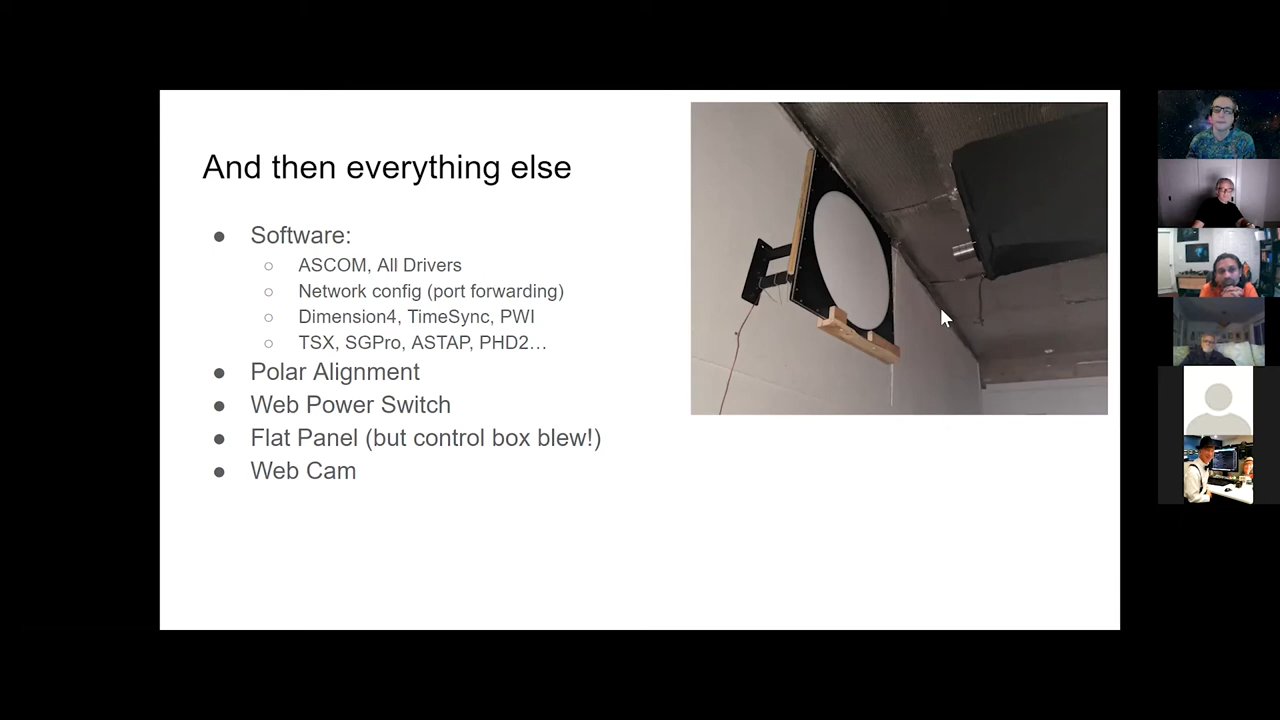 And then everything else
● Software:
○ ASCOM, All Drivers
○ Network config (port forwarding)
○ Dimension4, TimeSync, PWI
○ TSX, SGPro, ASTAP, PHD2…
● Polar Alignment
● Web Power Switch
● Flat Panel (but control box blew!)
● Web Cam